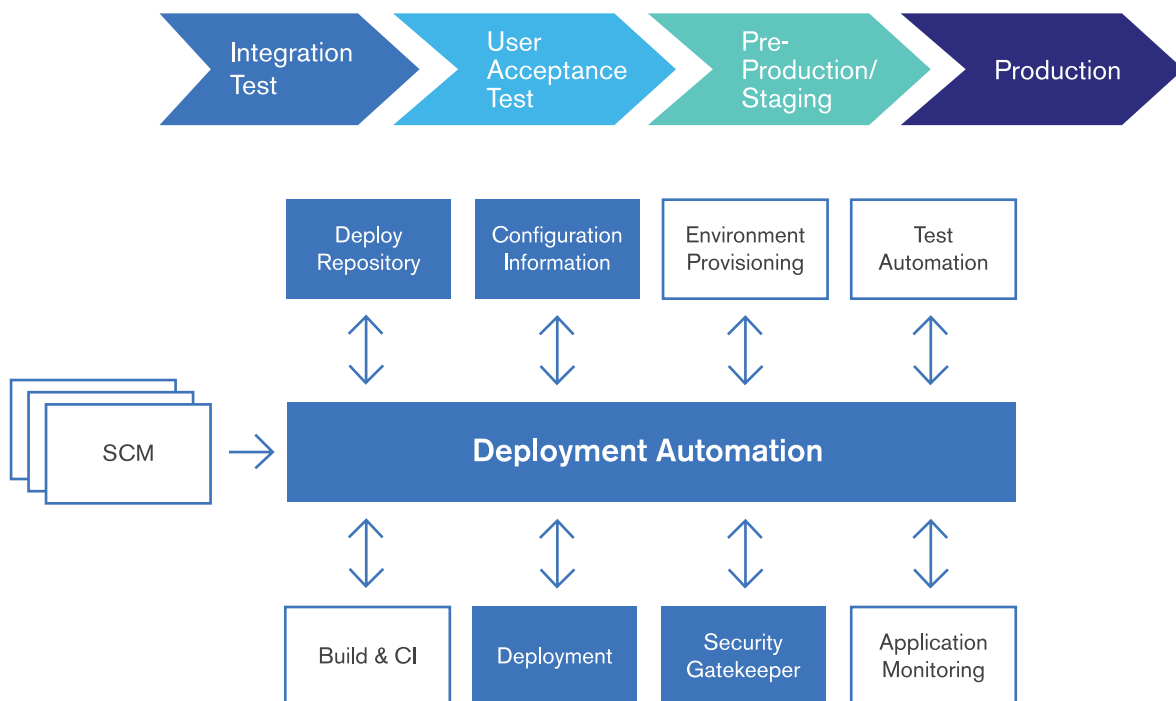 Integration
Test
User
Acceptance
Test
Pre-
Production/
Staging
Production
Deploy
Repository
Configuration
Information
Environment
Provisioning
Test
Automation
SCM
Deployment Automation
Build & CI
Deployment
Security
Gatekeeper
Application
Monitoring